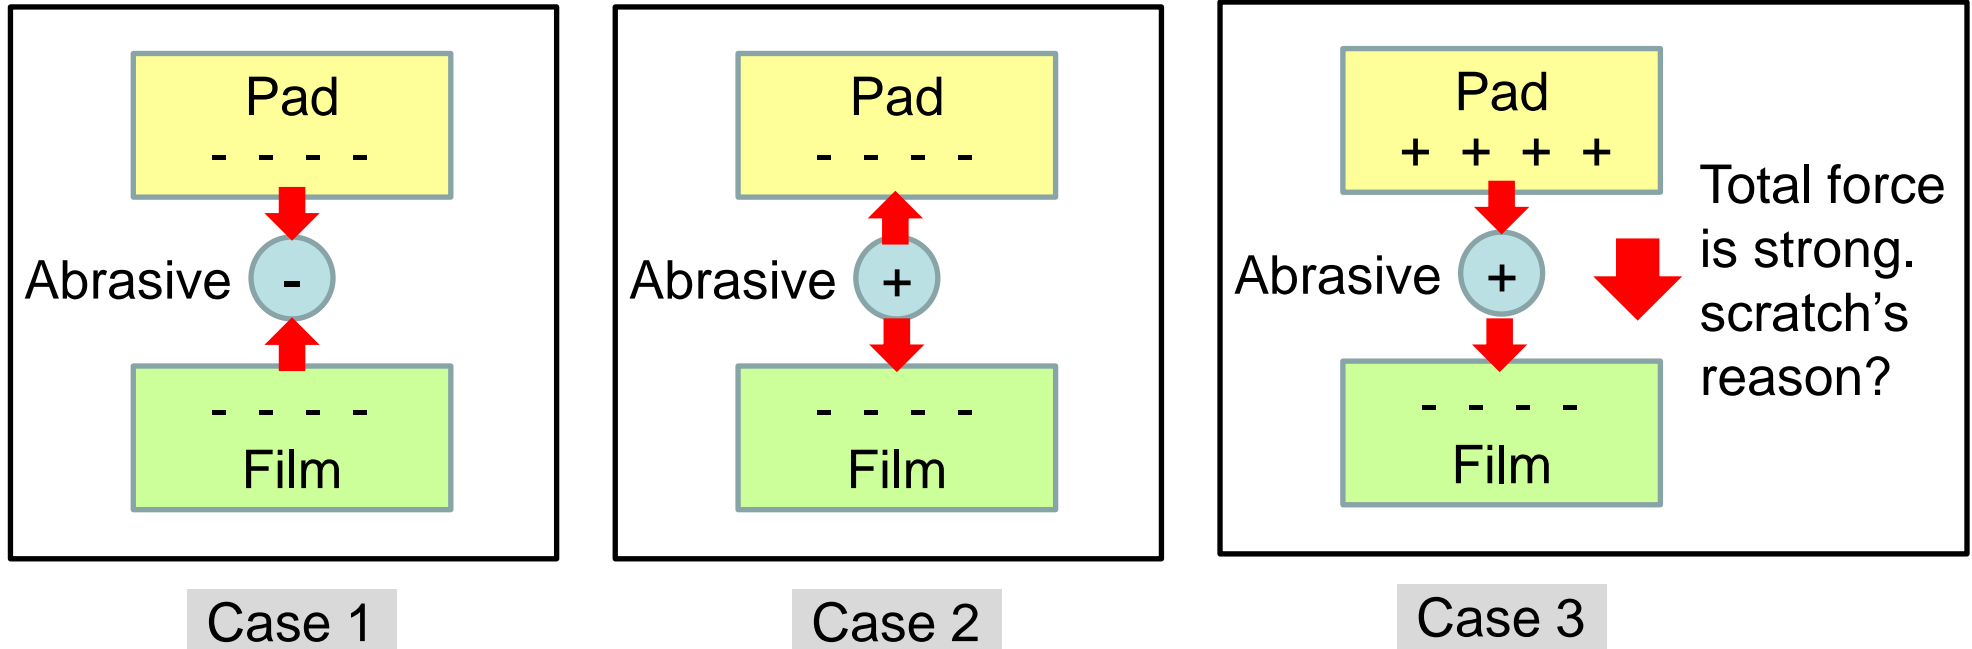 Pad
- - - -
Abrasive
-
- - - -
Film
Case 1
Pad
- - - -
Abrasive
+
- - - -
Film
Case 2
Pad
+ + + +
Abrasive
+
- - - -
Film
Total force
is strong.
scratch's
reason?
Case 3